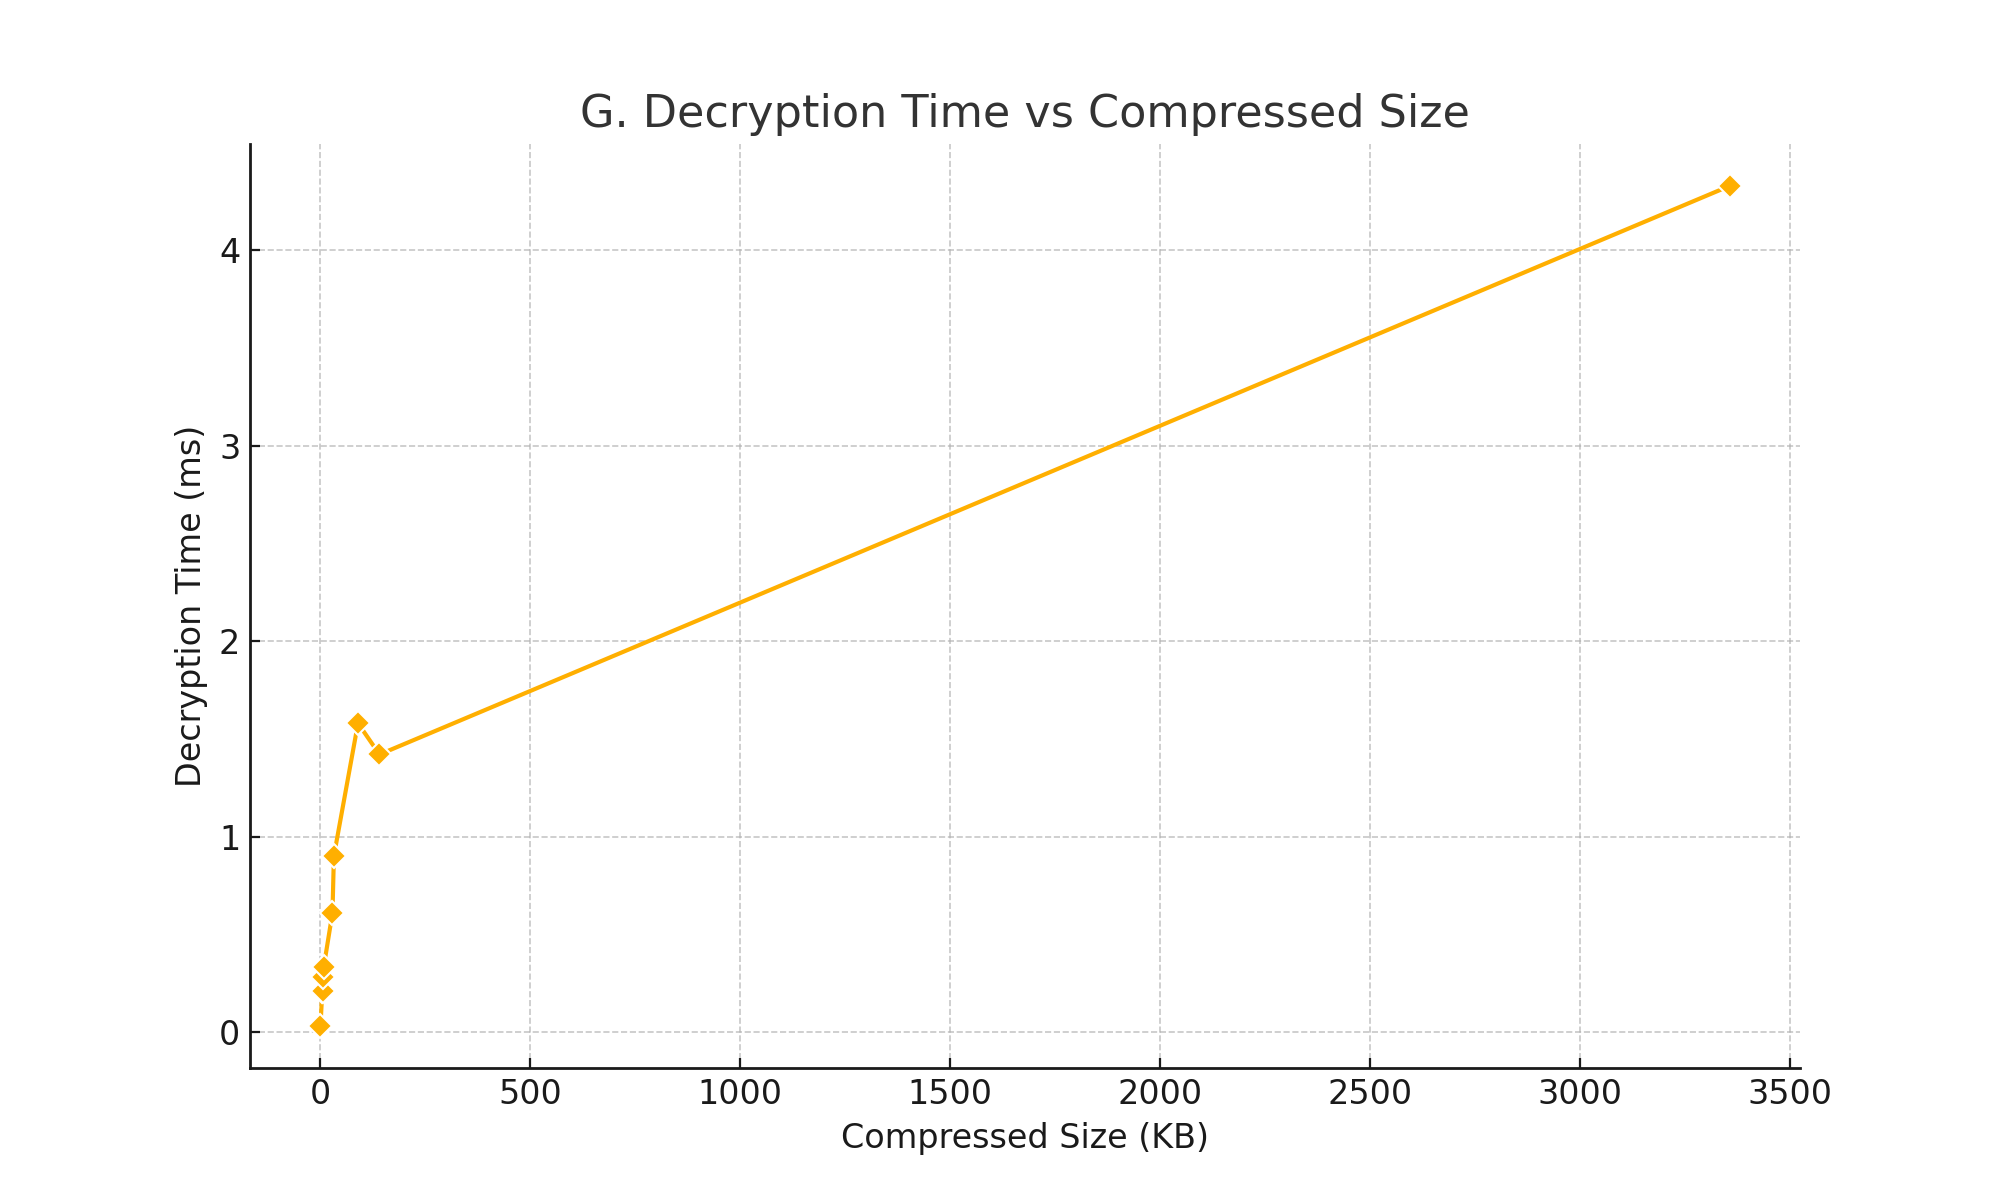 G. Decryption Time vs Compressed Size
Decryption Time (ms)
4
3
2
1
0
0 500 1000 1500 2000 2500 3000 3500
Compressed Size (KB)